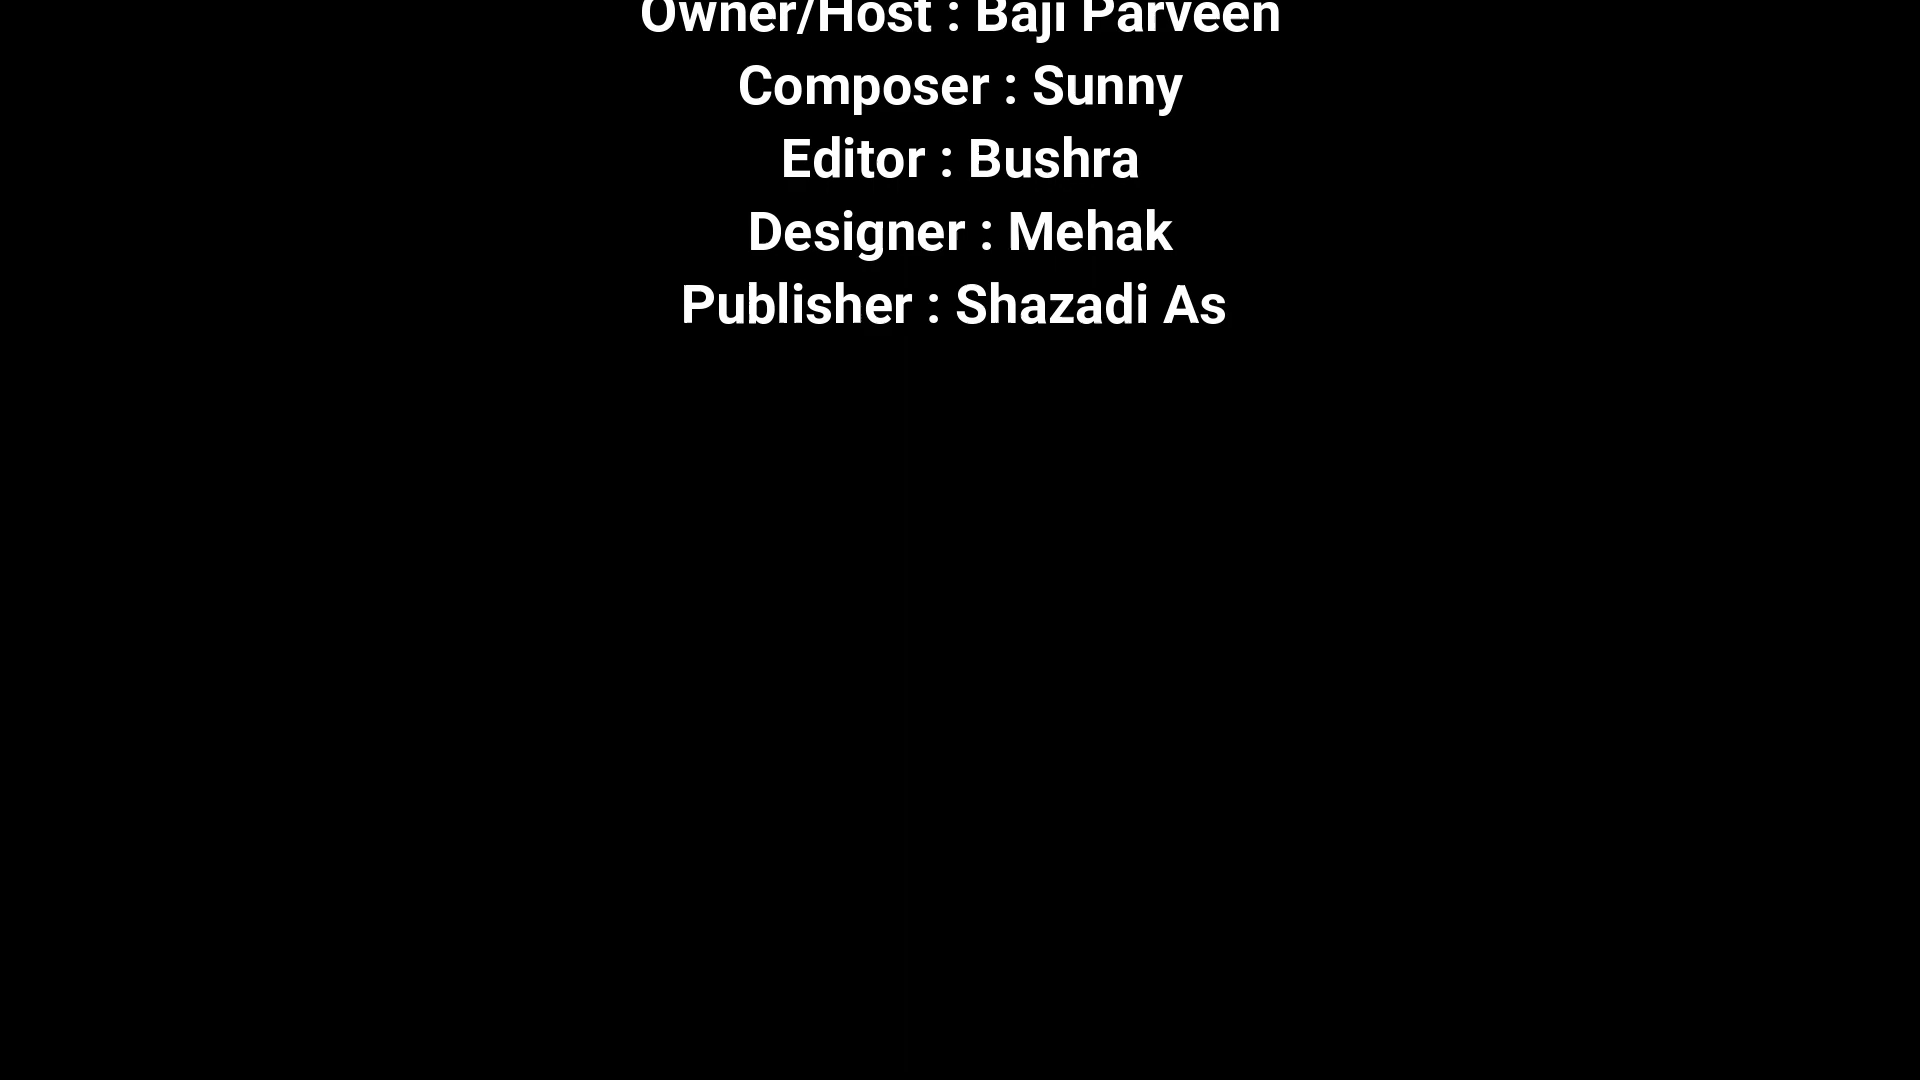 Owner/Host : Baji Parveen
Composer : Sunny
Editor : Bushra
Designer : Mehak
Publisher : Shazadi As